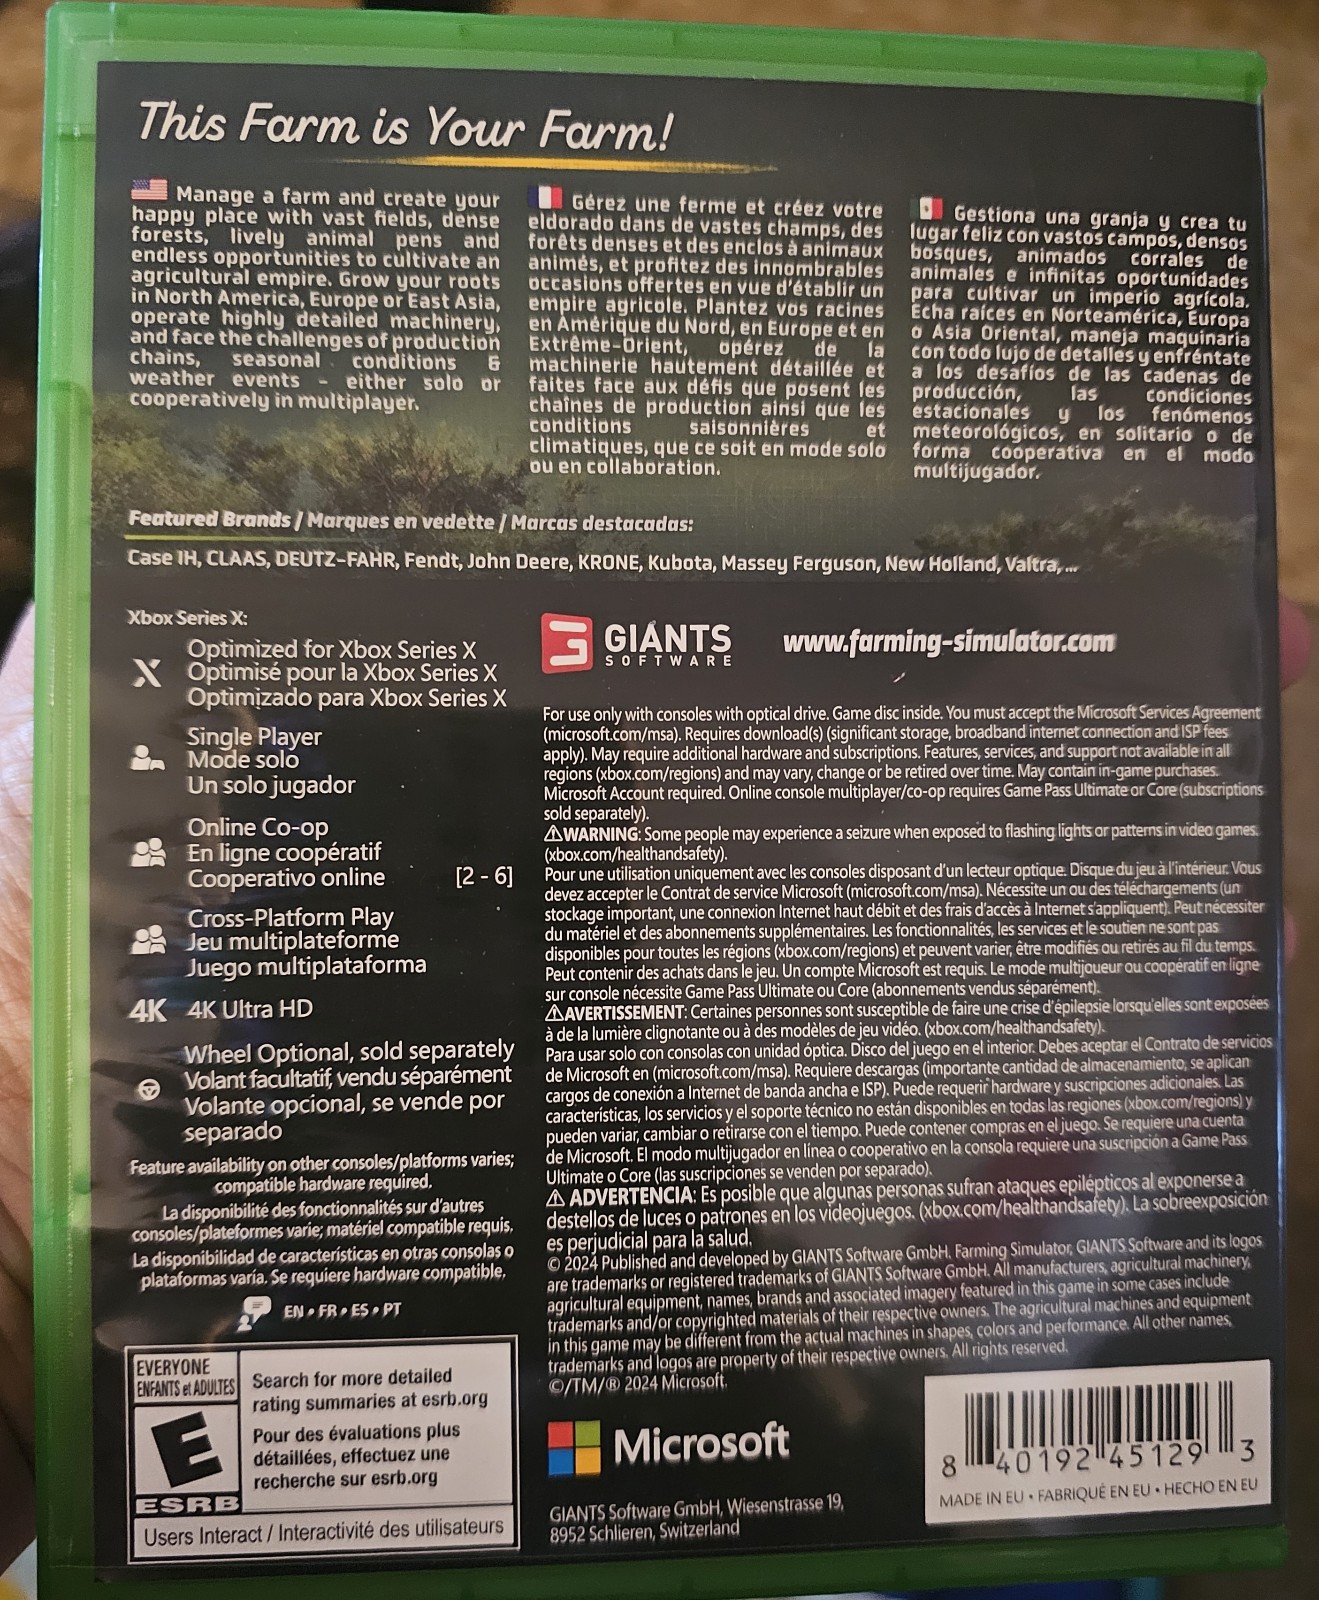 This Farm is Your Farm!
Manage a farm and create your
happy place with vast fields, dense
forests, lively animal pens and
endless opportunities to cultivate an
agricultural empire. Grow your roots
in North America, Europe or East Asia,
operate highly detailed machinery,
and face the challenges of production
chains, seasonal conditions &
weather events - either solo or
cooperatively in multiplayer.
Gérez une ferme et créez votre
eldorado dans de vastes champs, des
forêts denses et des enclos à animaux
animés, et profitez des innombrables
occasions offertes en vue d'établir un
empire agricole. Plantez vos racines
en Amérique du Nord, en Europe et en
Extrême-Orient, opérez de la
machinerie hautement détaillée et
faites face aux défis que posent les
chaînes de production ainsi que les
conditions saisonnières et
climatiques, que ce soit en mode solo
ou en collaboration.
Gestiona una granja y crea tu
lugar feliz con vastos campos, densos
bosques, animados corrales de
animales e infinitas oportunidades
para cultivar un imperio agrícola.
Echa raíces en Norteamérica, Europa
o Asia Oriental, maneja maquinaria
con todo lujo de detalles y enfréntate
a los desafíos de las cadenas de
producción, las condiciones
estacionales y los fenómenos
meteorológicos, en solitario o de
forma cooperativa en el modo
multijugador.
Featured Brands / Marques en vedette / Marcas destacadas:
Case IH, CLAAS, DEUTZ-FAHR, Fendt, John Deere, KRONE, Kubota, Massey Ferguson, New Holland, Valtra,...
Xbox Series X:
X
Optimized for Xbox Series X
Optimisé pour la Xbox Series X
Optimizado para Xbox Series X
Single Player
Mode solo
Un solo jugador
Online Co-op
En ligne coopératif
Cooperativo online [2 - 6]
Cross-Platform Play
Jeu multiplateforme
Juego multiplataforma
4K 4K Ultra HD
Wheel Optional, sold separately
Volant facultatif, vendu séparément
Volante opcional, se vende por
separado
Feature availability on other consoles/platforms varies;
compatible hardware required.
La disponibilité des fonctionnalités sur d'autres
consoles/plateformes varie; matériel compatible requis.
La disponibilidad de características en otras consolas o
plataformas varía. Se requiere hardware compatible.
EN • FR • ES • PT
EVERYONE
ENFANTS et ADULTES
E
ESRB
Search for more detailed
rating summaries at esrb.org
Pour des évaluations plus
détaillées, effectuez une
recherche sur esrb.org
Users Interact / Interactivité des utilisateurs
GIANTS
SOFTWARE
www.farming-simulator.com
For use only with consoles with optical drive. Game disc inside. You must accept the Microsoft Services Agreement
(microsoft.com/msa). Requires download(s) (significant storage, broadband internet connection and ISP fees
apply). May require additional hardware and subscriptions. Features, services, and support not available in all
regions (xbox.com/regions) and may vary, change or be retired over time. May contain in-game purchases.
Microsoft Account required. Online console multiplayer/co-op requires Game Pass Ultimate or Core (subscriptions
sold separately).
⚠WARNING: Some people may experience a seizure when exposed to flashing lights or patterns in video games.
(xbox.com/healthandsafety).
Pour une utilisation uniquement avec les consoles disposant d'un lecteur optique. Disque du jeu à l'intérieur. Vous
devez accepter le Contrat de service Microsoft (microsoft.com/msa). Nécessite un ou des téléchargements (un
stockage important, une connexion Internet haut débit et des frais d'accès à Internet s'appliquent). Peut nécessiter
du matériel et des abonnements supplémentaires. Les fonctionnalités, les services et le soutien ne sont pas
disponibles pour toutes les régions (xbox.com/regions) et peuvent varier, être modifiés ou retirés au fil du temps.
Peut contenir des achats dans le jeu. Un compte Microsoft est requis. Le mode multijoueur ou coopératif en ligne
sur console nécessite Game Pass Ultimate ou Core (abonnements vendus séparément).
⚠AVERTISSEMENT: Certaines personnes sont susceptible de faire une crise d'épilepsie lorsqu'elles sont exposées
à de la lumière clignotante ou à des modèles de jeu vidéo. (xbox.com/healthandsafety).
Para usar solo con consolas con unidad óptica. Disco del juego en el interior. Debes aceptar el Contrato de servicios
de Microsoft en (microsoft.com/msa). Requiere descargas (importante cantidad de almacenamiento, se aplican
cargos de conexión a Internet de banda ancha e ISP). Puede requerir hardware y suscripciones adicionales. Las
características, los servicios y el soporte técnico no están disponibles en todas las regiones (xbox.com/regions) y
pueden variar, cambiar o retirarse con el tiempo. Puede contener compras en el juego. Se requiere una cuenta
de Microsoft. El modo multijugador en línea o cooperativo en la consola requiere una suscripción a Game Pass
Ultimate o Core (las suscripciones se venden por separado).
⚠ ADVERTENCIA: Es posible que algunas personas sufran ataques epilépticos al exponerse a
destellos de luces o patrones en los videojuegos. (xbox.com/healthandsafety). La sobreexposición
es perjudicial para la salud.
© 2024 Published and developed by GIANTS Software GmbH. Farming Simulator, GIANTS Software and its logos
are trademarks or registered trademarks of GIANTS Software GmbH. All manufacturers, agricultural machinery,
agricultural equipment, names, brands and associated imagery featured in this game in some cases include
trademarks and/or copyrighted materials of their respective owners. The agricultural machines and equipment
in this game may be different from the actual machines in shapes, colors and performance. All other names,
trademarks and logos are property of their respective owners. All rights reserved.
©/TM/® 2024 Microsoft.
Microsoft
GIANTS Software GmbH, Wiesenstrasse 19,
8952 Schlieren, Switzerland
8 40192 45129 3
MADE IN EU • FABRIQUÉ EN EU • HECHO EN EU